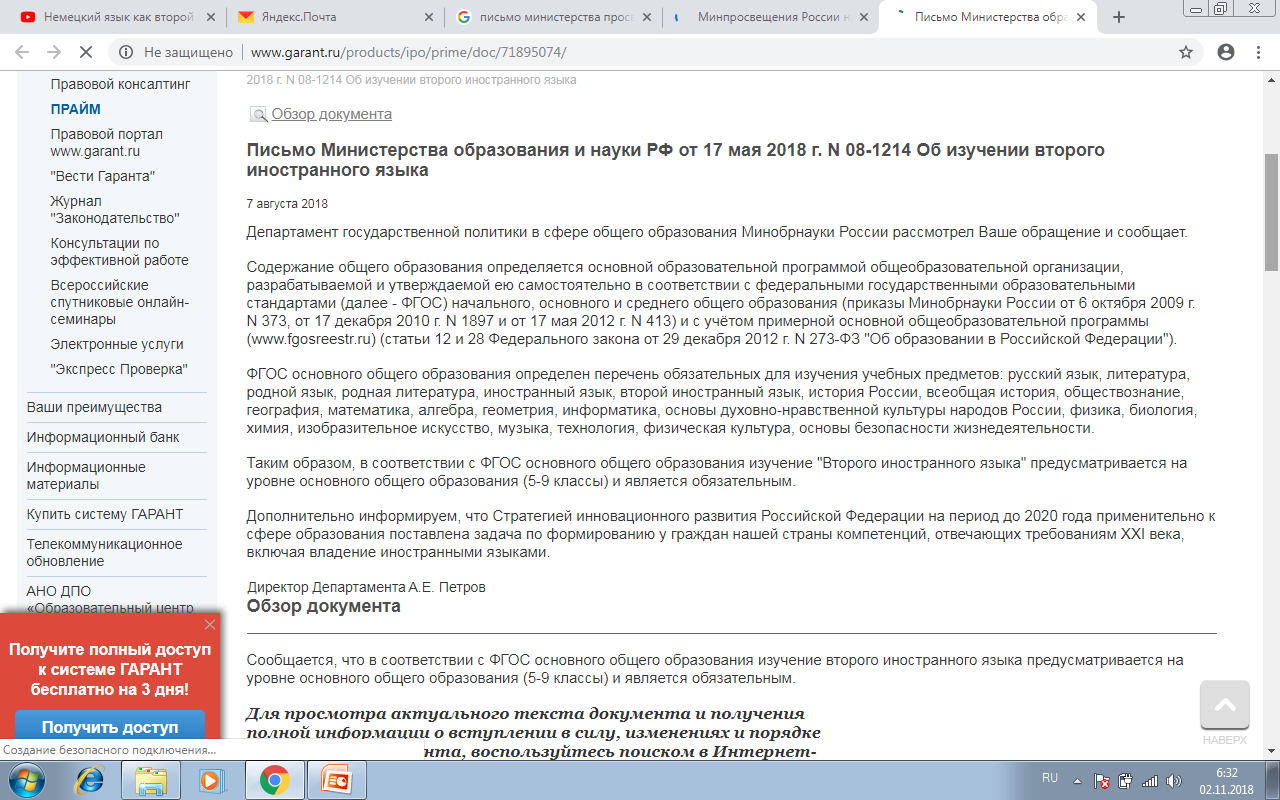 Немецкий язык как второй
Яндекс.Почта
письмо министерства прос
Минпросвещения России н
Письмо Министерства обра
Не защищено
www.garant.ru/products/ipo/prime/doc/71895074/
Правовой консалтинг
ПРАЙМ
Правовой портал
www.garant.ru
"Вести Гаранта"
Журнал
"Законодательство"
Консультации по
эффективной работе
Всероссийские
спутниковые онлайн-
семинары
Электронные услуги
"Экспресс Проверка"
Ваши преимущества
Информационный банк
Информационные
материалы
Купить систему ГАРАНТ
Телекоммуникационное
обновление
АНО ДПО
«Образовательный центр
Получите полный доступ
к системе ГАРАНТ
бесплатно на 3 дня!
Получить доступ
Создание безопасного подключения...
2018 г. N 08-1214 Об изучении второго иностранного языка
Обзор документа
Письмо Министерства образования и науки РФ от 17 мая 2018 г. N 08-1214 Об изучении второго
иностранного языка
7 августа 2018
Департамент государственной политики в сфере общего образования Минобрнауки России рассмотрел Ваше обращение и сообщает.
Содержание общего образования определяется основной образовательной программой общеобразовательной организации,
разрабатываемой и утверждаемой ею самостоятельно в соответствии с федеральными государственными образовательными
стандартами (далее - ФГОС) начального, основного и среднего общего образования (приказы Минобрнауки России от 6 октября 2009 г.
N 373, от 17 декабря 2010 г. N 1897 и от 17 мая 2012 г. N 413) и с учётом примерной основной общеобразовательной программы
(www.fgosreestr.ru) (статьи 12 и 28 Федерального закона от 29 декабря 2012 г. N 273-ФЗ "Об образовании в Российской Федерации").
ФГОС основного общего образования определен перечень обязательных для изучения учебных предметов: русский язык, литература,
родной язык, родная литература, иностранный язык, второй иностранный язык, история России, всеобщая история, обществознание,
география, математика, алгебра, геометрия, информатика, основы духовно-нравственной культуры народов России, физика, биология,
химия, изобразительное искусство, музыка, технология, физическая культура, основы безопасности жизнедеятельности.
Таким образом, в соответствии с ФГОС основного общего образования изучение "Второго иностранного языка" предусматривается на
уровне основного общего образования (5-9 классы) и является обязательным.
Дополнительно информируем, что Стратегией инновационного развития Российской Федерации на период до 2020 года применительно к
сфере образования поставлена задача по формированию у граждан нашей страны компетенций, отвечающих требованиям XXI века,
включая владение иностранными языками.
Директор Департамента А.Е. Петров
Обзор документа
Сообщается, что в соответствии с ФГОС основного общего образования изучение второго иностранного языка предусматривается на
уровне основного общего образования (5-9 классы) и является обязательным.
Для просмотра актуального текста документа и получения
полной информации о вступлении в силу, изменениях и порядке
нта, воспользуйтесь поиском в Интернет-
НАВЕРХ
RU
6:32
02.11.2018